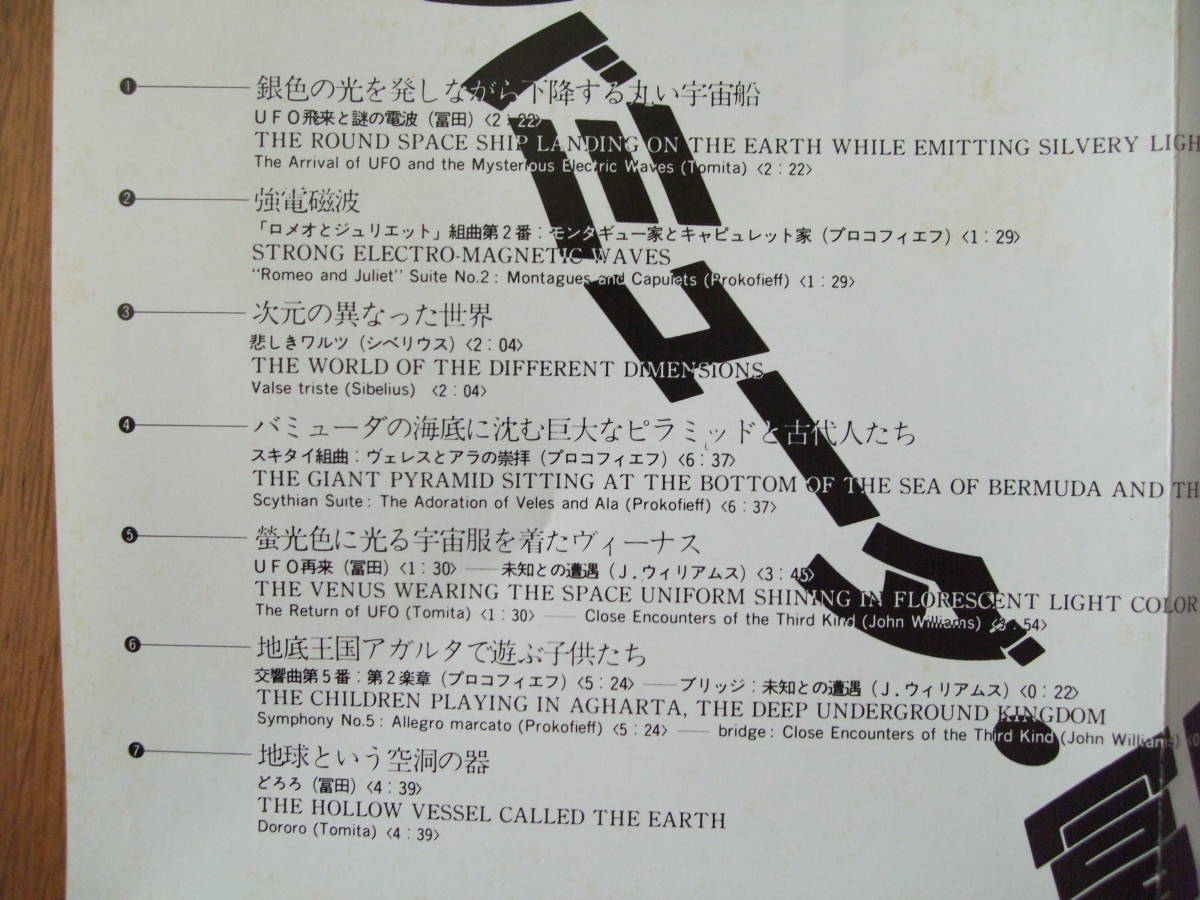 ❶ 銀色の光を発しながら下降する丸い宇宙船
UFO飛来と謎の電波（冨田）〈2：22〉
THE ROUND SPACE SHIP LANDING ON THE EARTH WHILE EMITTING SILVERY LIGH
The Arrival of UFO and the Mysterious Electric Waves (Tomita) 〈2：22〉
❷ 強電磁波
「ロメオとジュリエット」組曲第2番：モンタギュー家とキャピュレット家（プロコフィエフ）〈1：29〉
STRONG ELECTRO-MAGNETIC WAVES
"Romeo and Juliet" Suite No.2: Montagues and Capulets (Prokofieff) 〈1：29〉
❸ 次元の異なった世界
悲しきワルツ（シベリウス）〈2：04〉
THE WORLD OF THE DIFFERENT DIMENSIONS
Valse triste (Sibelius) 〈2：04〉
❹ バミューダの海底に沈む巨大なピラミッドと古代人たち
スキタイ組曲：ヴェレスとアラの崇拝（プロコフィエフ）〈6：37〉
THE GIANT PYRAMID SITTING AT THE BOTTOM OF THE SEA OF BERMUDA AND TH
Scythian Suite: The Adoration of Veles and Ala (Prokofieff) 〈6：37〉
❺ 螢光色に光る宇宙服を着たヴィーナス
UFO再来（冨田）〈1：30〉――未知との遭遇（J.ウィリアムス）〈3：45〉
THE VENUS WEARING THE SPACE UNIFORM SHINING IN FLORESCENT LIGHT COLOR
The Return of UFO (Tomita) 〈1：30〉―― Close Encounters of the Third Kind (John Williams) 〈3：54〉
❻ 地底王国アガルタで遊ぶ子供たち
交響曲第5番：第2楽章（プロコフィエフ）〈5：24〉――ブリッジ：未知との遭遇（J.ウィリアムス）〈0：22〉
THE CHILDREN PLAYING IN AGHARTA, THE DEEP UNDERGROUND KINGDOM
Symphony No.5: Allegro marcato (Prokofieff) 〈5：24〉―― bridge: Close Encounters of the Third Kind (John Williams) 〈0
❼ 地球という空洞の器
どろろ（冨田）〈4：39〉
THE HOLLOW VESSEL CALLED THE EARTH
Dororo (Tomita) 〈4：39〉